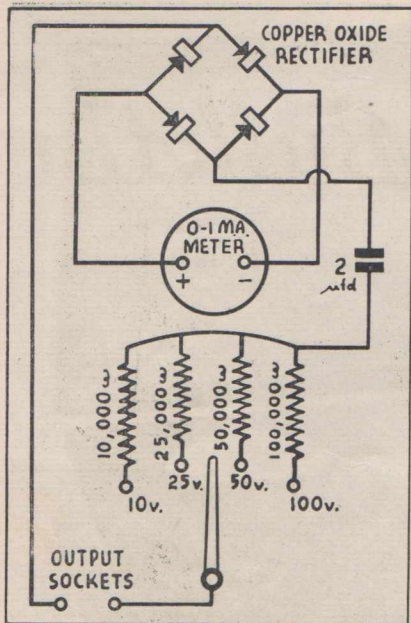 COPPER OXIDE
RECTIFIER
0-1 MA.
METER
+ -
2
µfd
10,000 ω
25,000 ω
50,000 ω
100,000 ω
10v.
25v.
50v.
100v.
OUTPUT
SOCKETS